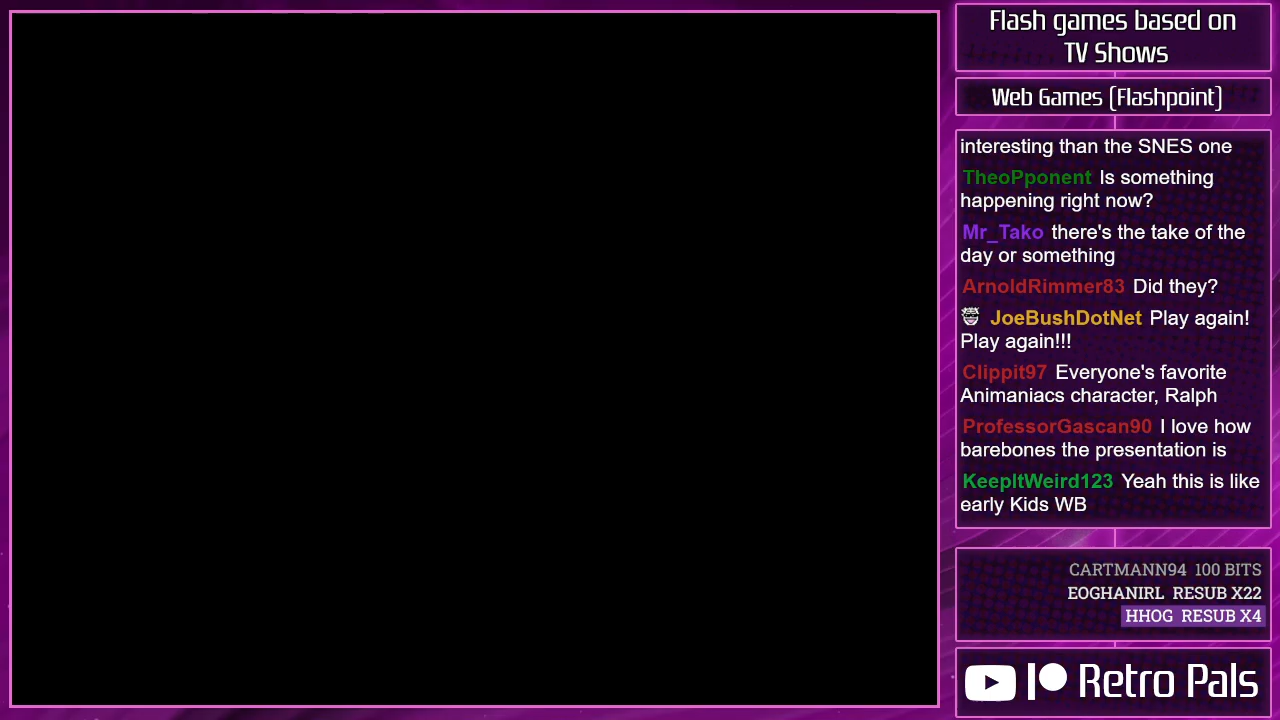 Flash games based on
TV Shows
Web Games (Flashpoint)
interesting than the SNES one
TheoPponent Is something
happening right now?
Mr_Tako there's the take of the
day or something
ArnoldRimmer83 Did they?
JoeBushDotNet Play again!
Play again!!!
Clippit97 Everyone's favorite
Animaniacs character, Ralph
ProfessorGascan90 I love how
barebones the presentation is
KeepItWeird123 Yeah this is like
early Kids WB
CARTMANN94 100 BITS
EOGHANIRL RESUB X22
HHOG RESUB X4
Retro Pals